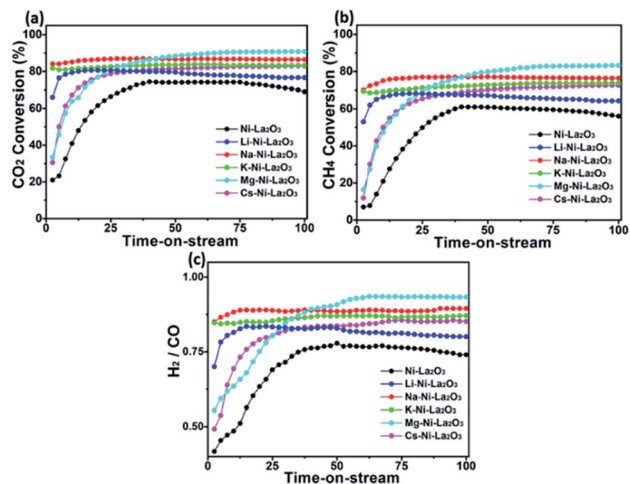 (a)
CO₂ Conversion (%)
100
80
60
40
20
0
Ni-La₂O₃
Li-Ni-La₂O₃
Na-Ni-La₂O₃
K-Ni-La₂O₃
Mg-Ni-La₂O₃
Cs-Ni-La₂O₃
0 25 50 75 100
Time-on-stream
(b)
CH₄ Conversion (%)
100
80
60
40
20
0
Ni-La₂O₃
Li-Ni-La₂O₃
Na-Ni-La₂O₃
K-Ni-La₂O₃
Mg-Ni-La₂O₃
Cs-Ni-La₂O₃
0 25 50 75 100
Time-on-stream
(c)
H₂ / CO
1.00
0.75
0.50
Ni-La₂O₃
Li-Ni-La₂O₃
Na-Ni-La₂O₃
K-Ni-La₂O₃
Mg-Ni-La₂O₃
Cs-Ni-La₂O₃
0 25 50 75 100
Time-on-stream